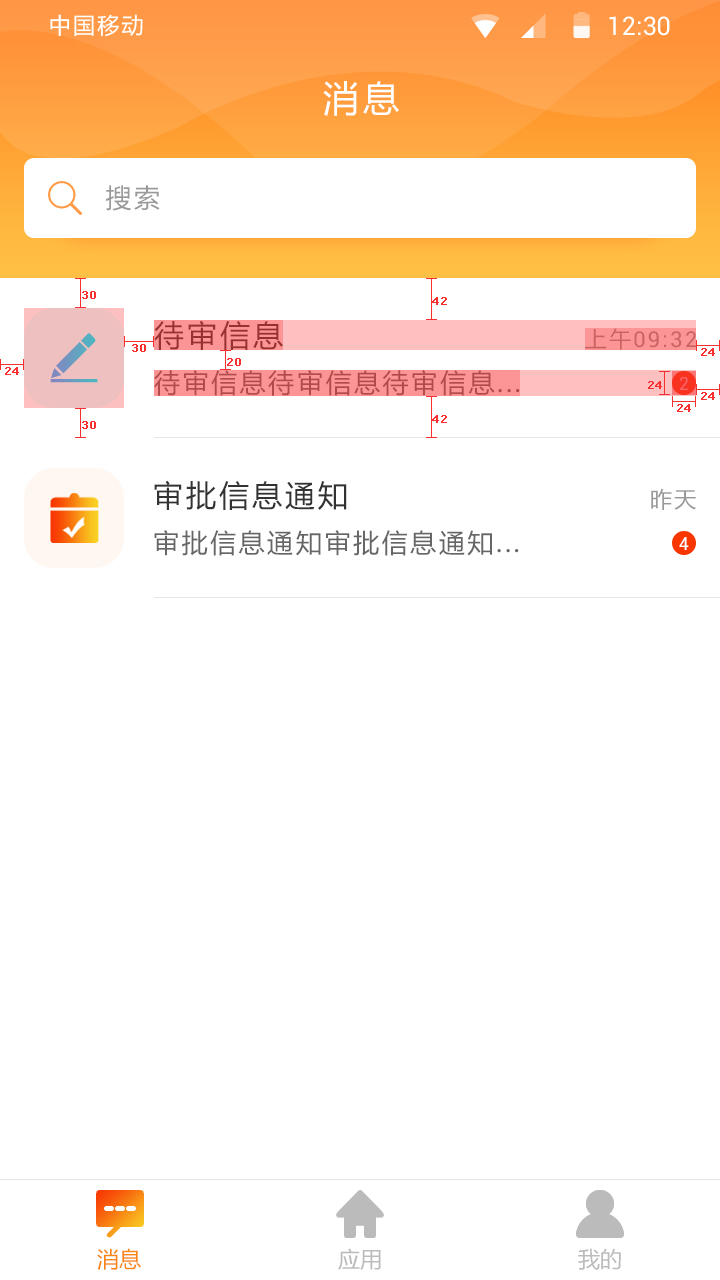 中国移动 12:30
消息
搜索
30 42
待审信息 上午09:32
30 24
24 20
待审信息待审信息待审信息... 24 2 24
24
30 42
审批信息通知 昨天
审批信息通知审批信息通知... 4
消息 应用 我的